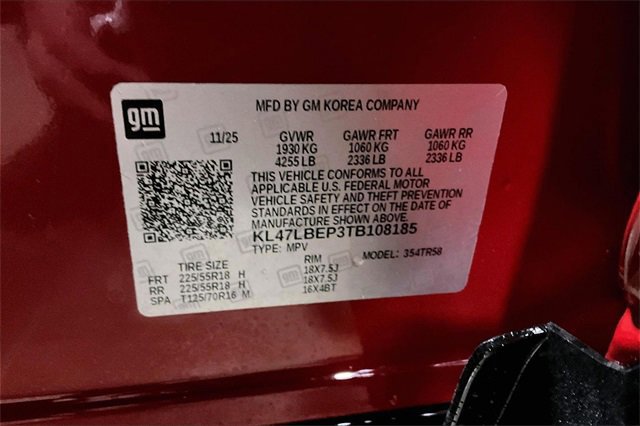 gm
MFD BY GM KOREA COMPANY
11/25 GVWR GAWR FRT GAWR RR
1930 KG 1060 KG 1060 KG
4255 LB 2336 LB 2336 LB
THIS VEHICLE CONFORMS TO ALL
APPLICABLE U.S. FEDERAL MOTOR
VEHICLE SAFETY AND THEFT PREVENTION
STANDARDS IN EFFECT ON THE DATE OF
MANUFACTURE SHOWN ABOVE.
KL47LBEP3TB108185
TYPE: MPV MODEL: 354TR58
TIRE SIZE RIM
FRT 225/55R18 H 18X7.5J
RR 225/55R18 H 18X7.5J
SPA T125/70R16 M 16X4BT